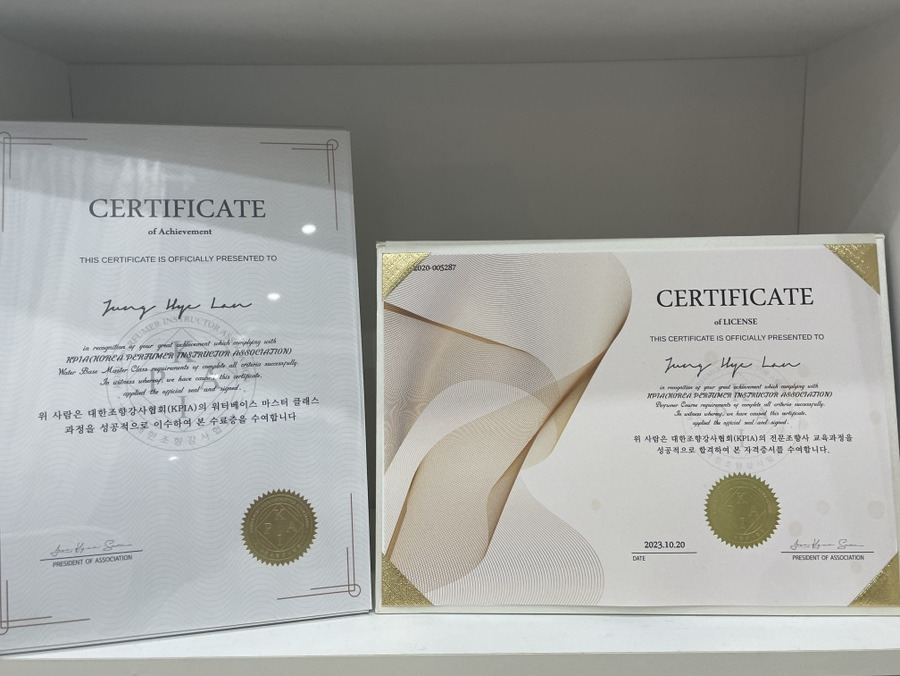 CERTIFICATE
of Achievement
THIS CERTIFICATE IS OFFICIALLY PRESENTED TO
Jung Hye Lan
in recognition of your great achievement which complying with
KPIA(KOREA PERFUMER INSTRUCTOR ASSOCIATION)
Water Base Master Class requirements of complete all criteria successfully.
In witness whereof, we have caused this certificate.
applied the official seal and signed.
위 사람은 대한조향강사협회(KPIA)의 워터베이스 마스터 클래스
과정을 성공적으로 이수하여 본 수료증을 수여합니다
PRESIDENT OF ASSOCIATION
2020-005287
CERTIFICATE
of LICENSE
THIS CERTIFICATE IS OFFICIALLY PRESENTED TO
Jung Hye Lan
in recognition of your great achievement which complying with
KPIA(KOREA PERFUMER INSTRUCTOR ASSOCIATION)
Perfumer Course requirements of complete all criteria successfully.
In witness whereof, we have caused this certificate.
applied the official seal and signed.
위 사람은 대한조향강사협회(KPIA)의 전문조향사 교육과정을
성공적으로 합격하여 본 자격증서를 수여합니다.
2023.10.20
DATE
PRESIDENT OF ASSOCIATION